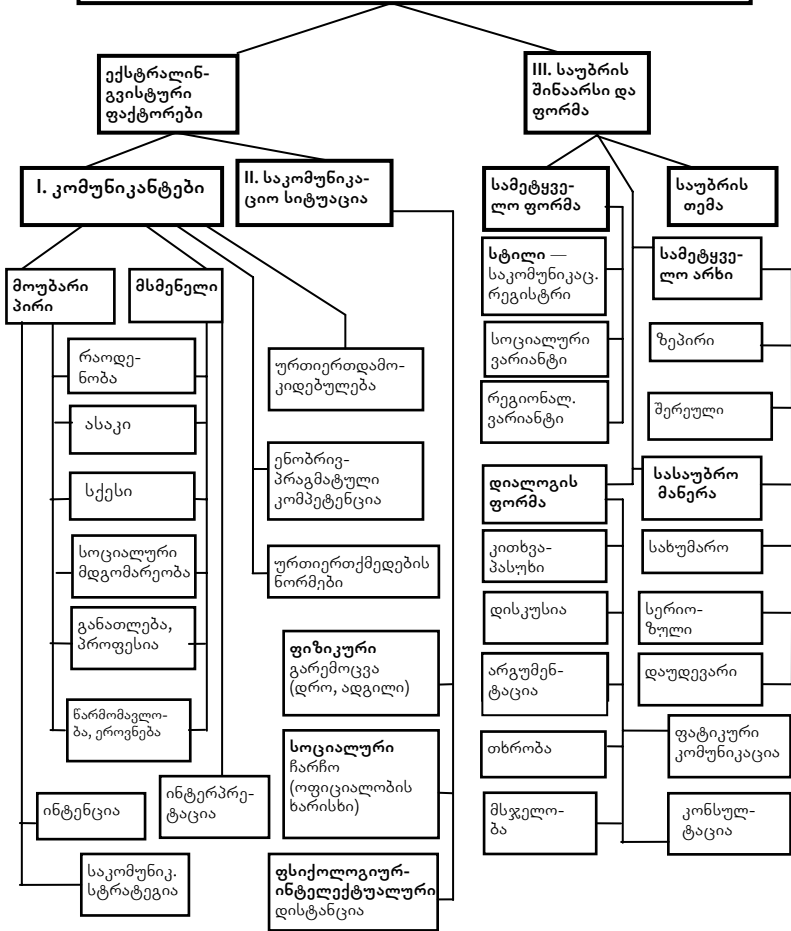 ექსტრალინ-
გვისტური
ფაქტორები
III. საუბრის
შინაარსი და
ფორმა
I. კომუნიკანტები
II. საკომუნიკა-
ციო სიტუაცია
სამეტყვე-
ლო ფორმა
საუბრის
თემა
მოუბარი
პირი
მსმენელი
რაოდე-
ნობა
ასაკი
სქესი
სოციალური
მდგომარეობა
განათლება,
პროფესია
წარმომავლო-
ბა, ეროვნება
ინტენცია
საკომუნიკ.
სტრატეგია
ინტერპრე-
ტაცია
ურთიერთდამო-
კიდებულება
ენობრივ-
პრაგმატული
კომპეტენცია
ურთიერთქმედების
ნორმები
ფიზიკური
გარემოცვა
(დრო, ადგილი)
სოციალური
ჩარჩო
(ოფიციალობის
ხარისხი)
ფსიქოლოგიურ-
ინტელექტუალური
დისტანცია
სტილი —
საკომუნიკაც.
რეგისტრი
სოციალური
ვარიანტი
რეგიონალ.
ვარიანტი
დიალოგის
ფორმა
კითხვა-
პასუხი
დისკუსია
არგუმენ-
ტაცია
თხრობა
მსჯელო-
ბა
სამეტყვე-
ლო არხი
ზეპირი
შერეული
სასაუბრო
მანერა
სახუმარო
სერიო-
ზული
დაუდევარი
ფატიკური
კომუნიკაცია
კონსულ-
ტაცია